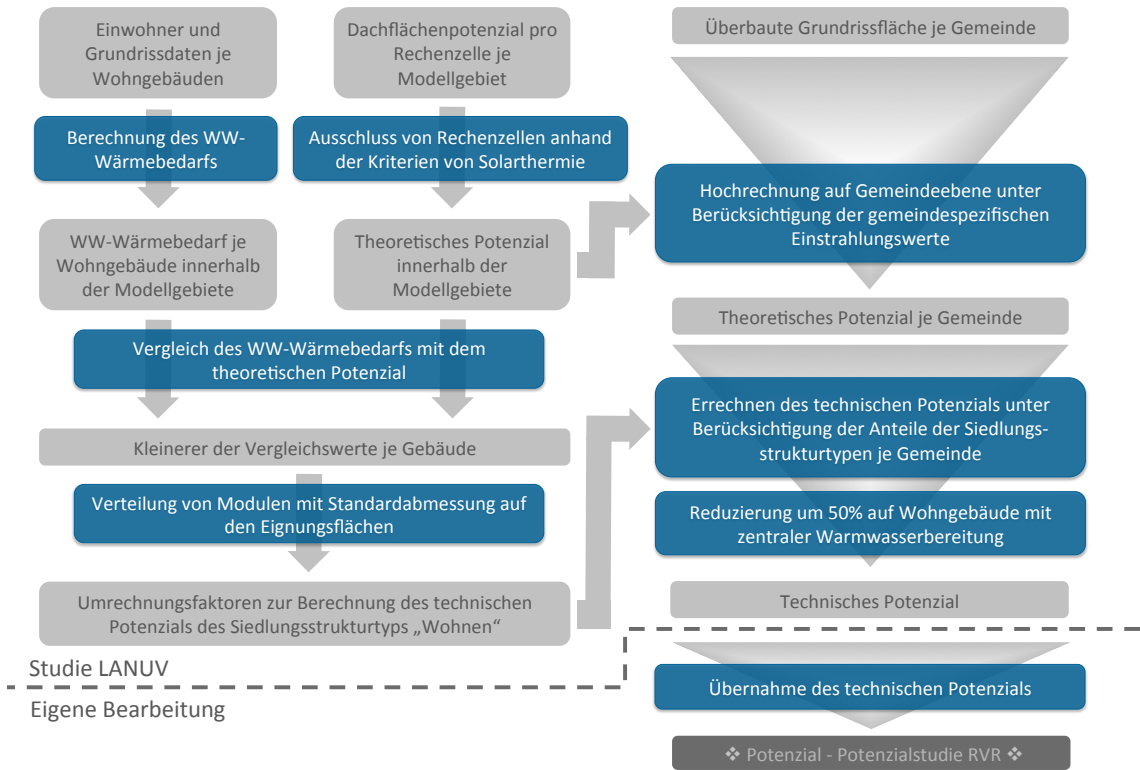 Einwohner und
Grundrissdaten je
Wohngebäuden
Berechnung des WW-
Wärmebedarfs
WW-Wärmebedarf je
Wohngebäude innerhalb
der Modellgebiete
Dachflächenpotenzial pro
Rechenzelle je
Modellgebiet
Ausschluss von Rechenzellen anhand
der Kriterien von Solarthermie
Theoretisches Potenzial
innerhalb der
Modellgebiete
Vergleich des WW-Wärmebedarfs mit dem
theoretischen Potenzial
Kleinerer der Vergleichswerte je Gebäude
Verteilung von Modulen mit Standardabmessung auf
den Eignungsflächen
Umrechnungsfaktoren zur Berechnung des technischen
Potenzials des Siedlungsstrukturtyps „Wohnen“
Überbaute Grundrissfläche je Gemeinde
Hochrechnung auf Gemeindeebene unter
Berücksichtigung der gemeindespezifischen
Einstrahlungswerte
Theoretisches Potenzial je Gemeinde
Errechnen des technischen Potenzials unter
Berücksichtigung der Anteile der Siedlungs-
strukturtypen je Gemeinde
Reduzierung um 50% auf Wohngebäude mit
zentraler Warmwasserbereitung
Technisches Potenzial
Studie LANUV
Eigene Bearbeitung
Übernahme des technischen Potenzials
❖ Potenzial - Potenzialstudie RVR ❖